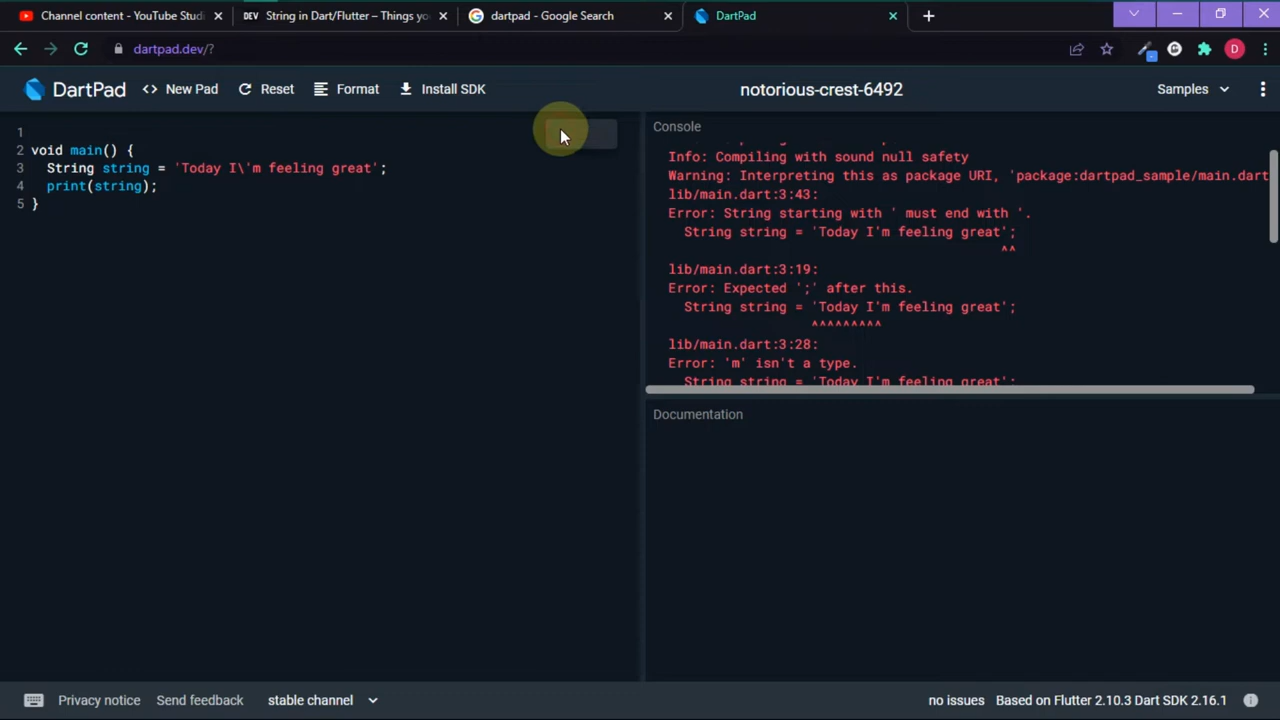 Channel content - YouTube Studi
DEV String in Dart/Flutter – Things yo
dartpad - Google Search
DartPad
dartpad.dev/?
D
DartPad
<> New Pad
Reset
Format
Install SDK
notorious-crest-6492
Samples
1
2 void main() {
3 String string = 'Today I\'m feeling great';
4 print(string);
5 }
Console
Info: Compiling with sound null safety
Warning: Interpreting this as package URI, 'package:dartpad_sample/main.dart
lib/main.dart:3:43:
Error: String starting with ' must end with '.
String string = 'Today I'm feeling great';
^^
lib/main.dart:3:19:
Error: Expected ';' after this.
String string = 'Today I'm feeling great';
^^^^^^^^^
lib/main.dart:3:28:
Error: 'm' isn't a type.
String string = 'Today I'm feeling great';
Documentation
Privacy notice
Send feedback
stable channel
no issues
Based on Flutter 2.10.3 Dart SDK 2.16.1